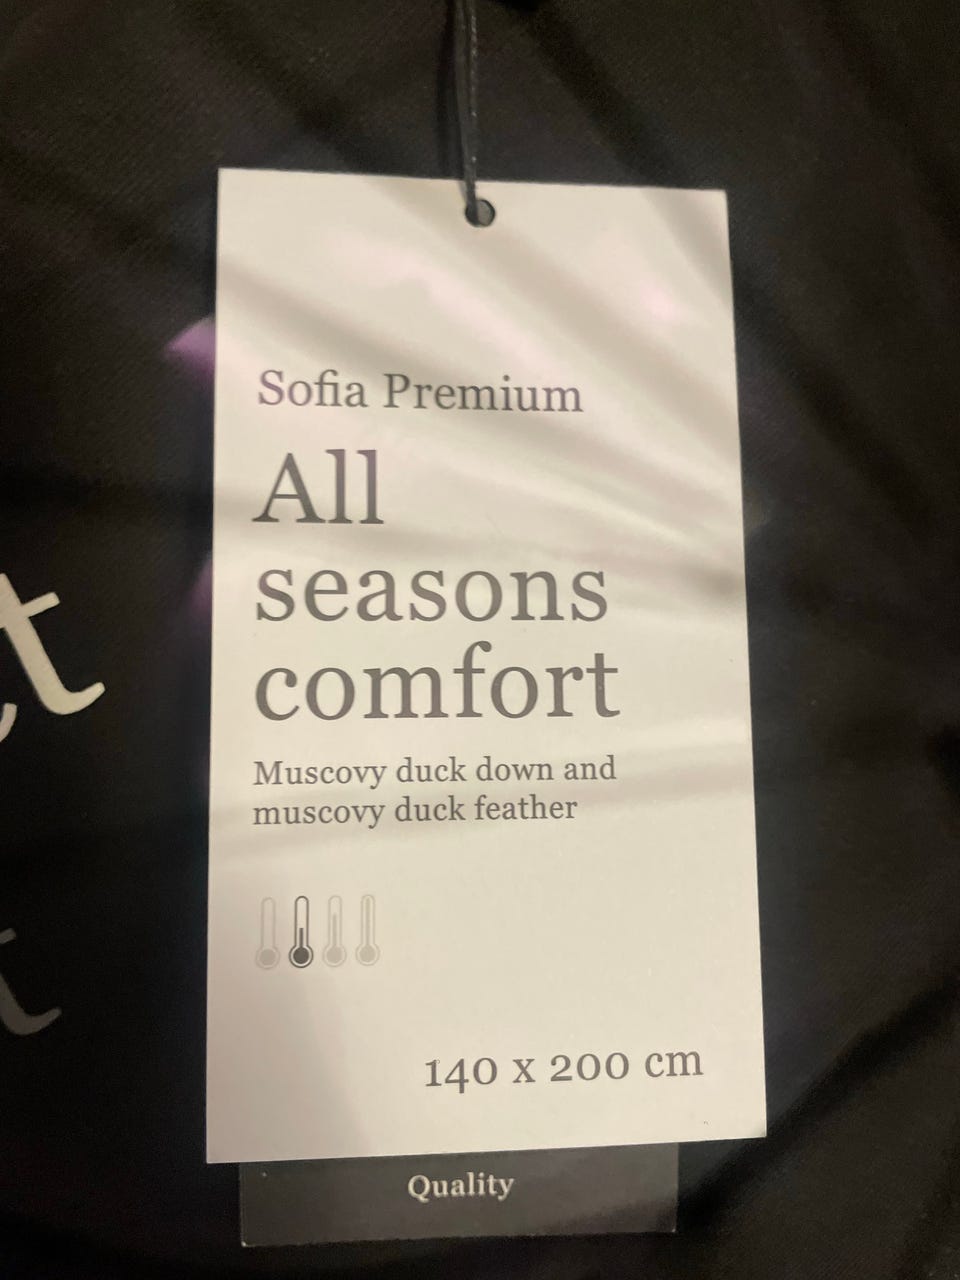 Sofia Premium
All
seasons
comfort
Muscovy duck down and
muscovy duck feather
140 x 200 cm
Quality